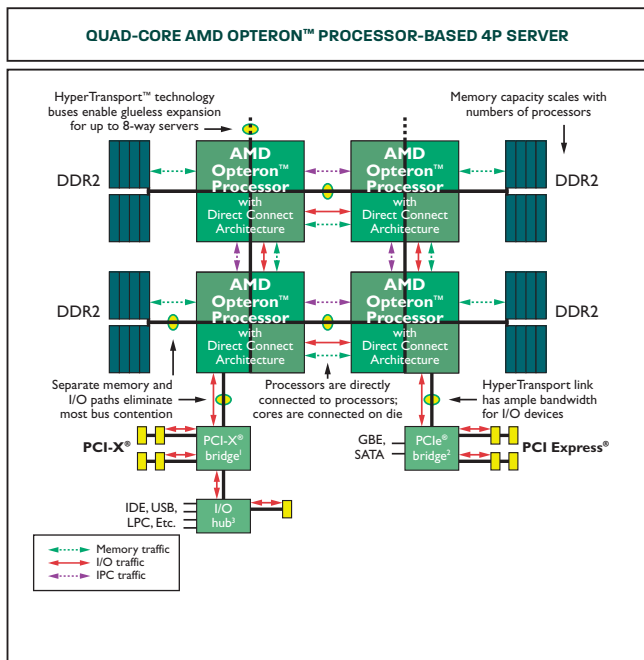 QUAD-CORE AMD OPTERON™ PROCESSOR-BASED 4P SERVER
HyperTransport™ technology
buses enable glueless expansion
for up to 8-way servers
Memory capacity scales with
numbers of processors
DDR2
AMD
Opteron™
Processor
with
Direct Connect
Architecture
AMD
Opteron™
Processor
with
Direct Connect
Architecture
DDR2
DDR2
AMD
Opteron™
Processor
with
Direct Connect
Architecture
AMD
Opteron™
Processor
with
Direct Connect
Architecture
DDR2
Separate memory and
I/O paths eliminate
most bus contention
Processors are directly
connected to processors;
cores are connected on die
HyperTransport link
has ample bandwidth
for I/O devices
PCI-X®
PCI-X®
bridge¹
GBE,
SATA
PCIe®
bridge²
PCI Express®
IDE, USB,
LPC, Etc.
I/O
hub³
Memory traffic
I/O traffic
IPC traffic